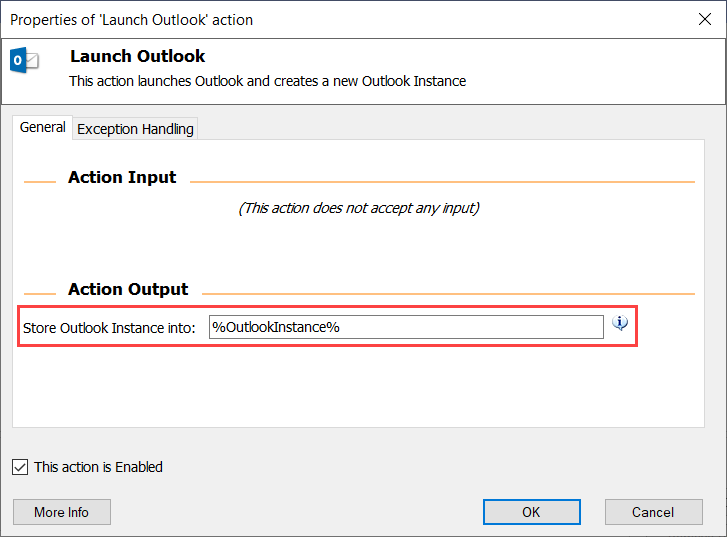 Properties of 'Launch Outlook' action
Launch Outlook
This action launches Outlook and creates a new Outlook Instance
General
Exception Handling
Action Input
(This action does not accept any input)
Action Output
Store Outlook Instance into: %OutlookInstance%
This action is Enabled
More Info
OK
Cancel